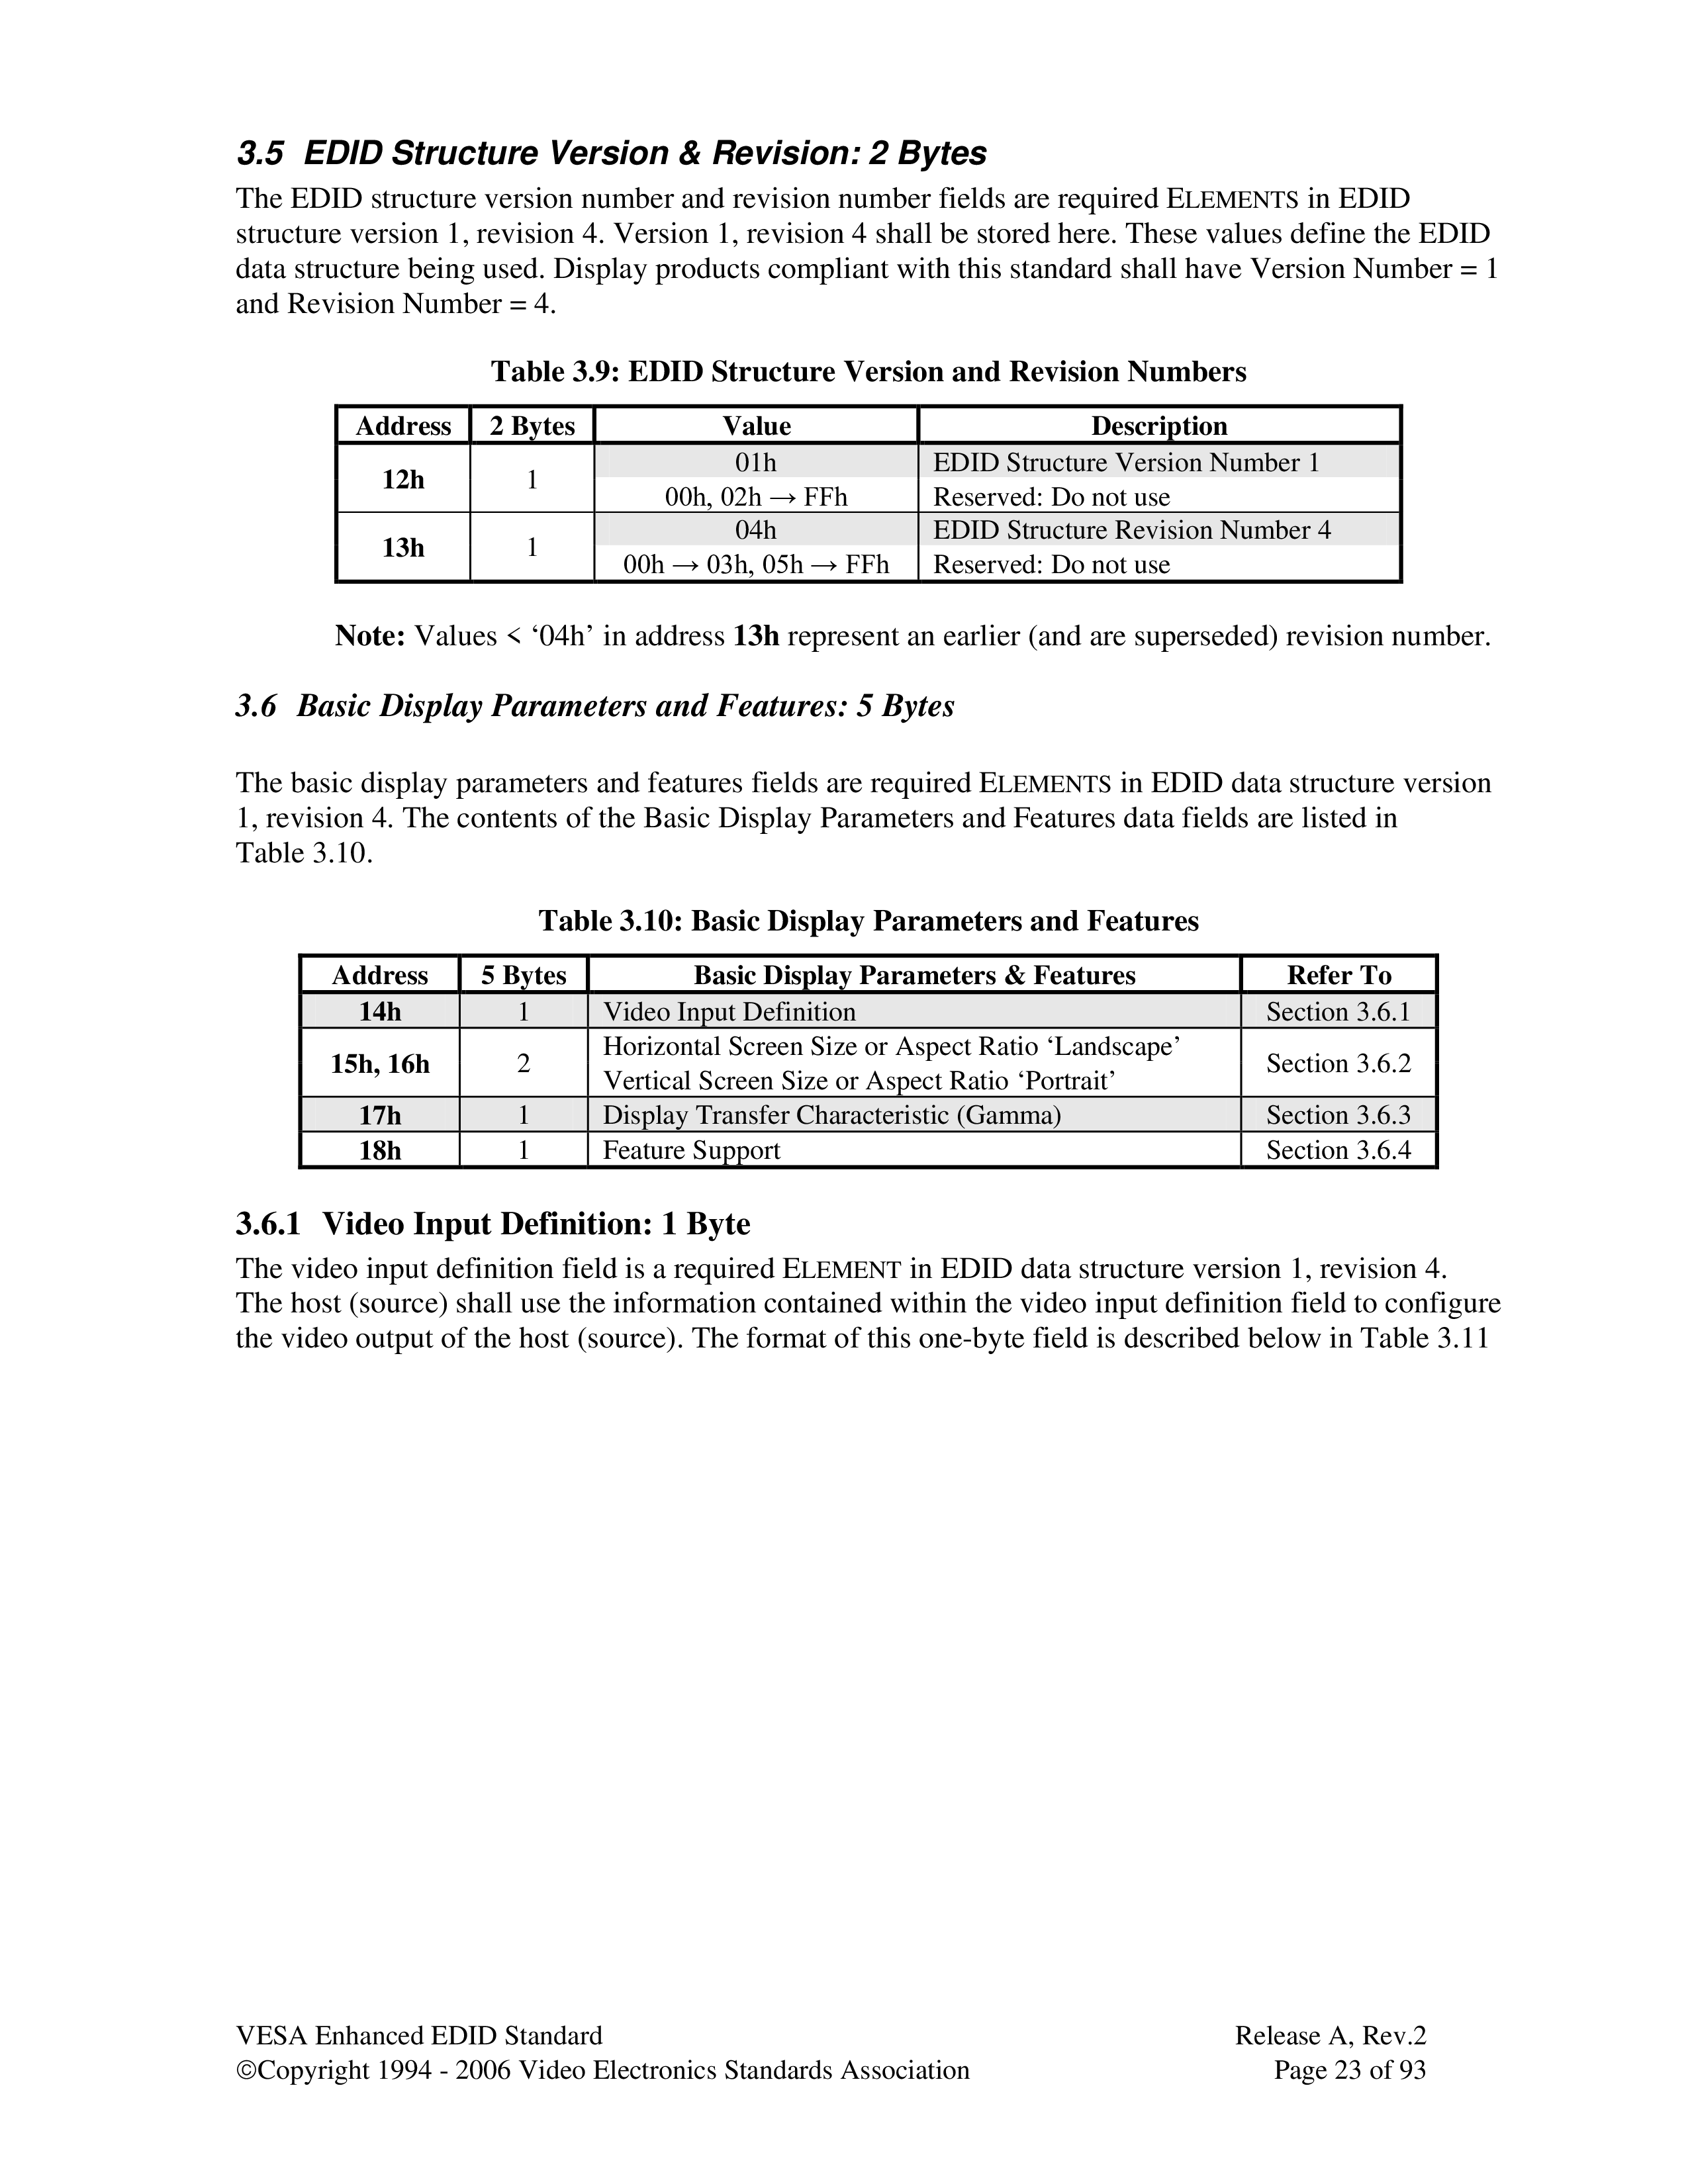 3.5 EDID Structure Version & Revision: 2 Bytes
The EDID structure version number and revision number fields are required ELEMENTS in EDID
structure version 1, revision 4. Version 1, revision 4 shall be stored here. These values define the EDID
data structure being used. Display products compliant with this standard shall have Version Number = 1
and Revision Number = 4.
Table 3.9: EDID Structure Version and Revision Numbers
Address 2 Bytes Value Description
12h 1 01h EDID Structure Version Number 1
00h, 02h → FFh Reserved: Do not use
13h 1 04h EDID Structure Revision Number 4
00h → 03h, 05h → FFh Reserved: Do not use
Note: Values < ‘04h’ in address 13h represent an earlier (and are superseded) revision number.
3.6 Basic Display Parameters and Features: 5 Bytes
The basic display parameters and features fields are required ELEMENTS in EDID data structure version
1, revision 4. The contents of the Basic Display Parameters and Features data fields are listed in
Table 3.10.
Table 3.10: Basic Display Parameters and Features
Address 5 Bytes Basic Display Parameters & Features Refer To
14h 1 Video Input Definition Section 3.6.1
15h, 16h 2 Horizontal Screen Size or Aspect Ratio ‘Landscape’ Section 3.6.2
Vertical Screen Size or Aspect Ratio ‘Portrait’
17h 1 Display Transfer Characteristic (Gamma) Section 3.6.3
18h 1 Feature Support Section 3.6.4
3.6.1 Video Input Definition: 1 Byte
The video input definition field is a required ELEMENT in EDID data structure version 1, revision 4.
The host (source) shall use the information contained within the video input definition field to configure
the video output of the host (source). The format of this one-byte field is described below in Table 3.11
VESA Enhanced EDID Standard Release A, Rev.2
©Copyright 1994 - 2006 Video Electronics Standards Association Page 23 of 93